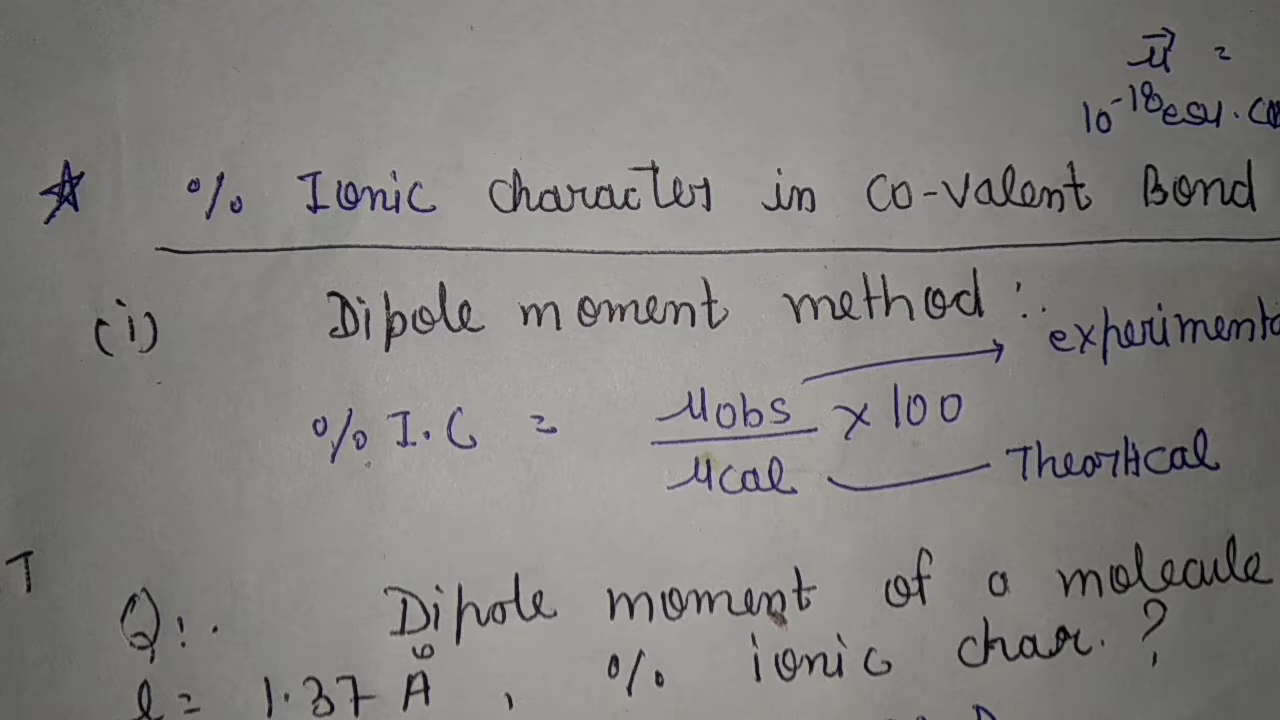 μ⃗ =
10⁻¹⁸ esu.
% Ionic character in co-valent Bond
(i) Dipole moment method :.
experimenta
% I.C = μobs / μcal × 100
Theortical
Q:. Dipole moment of a molecule
l = 1.37 Å , % ionic char. ?